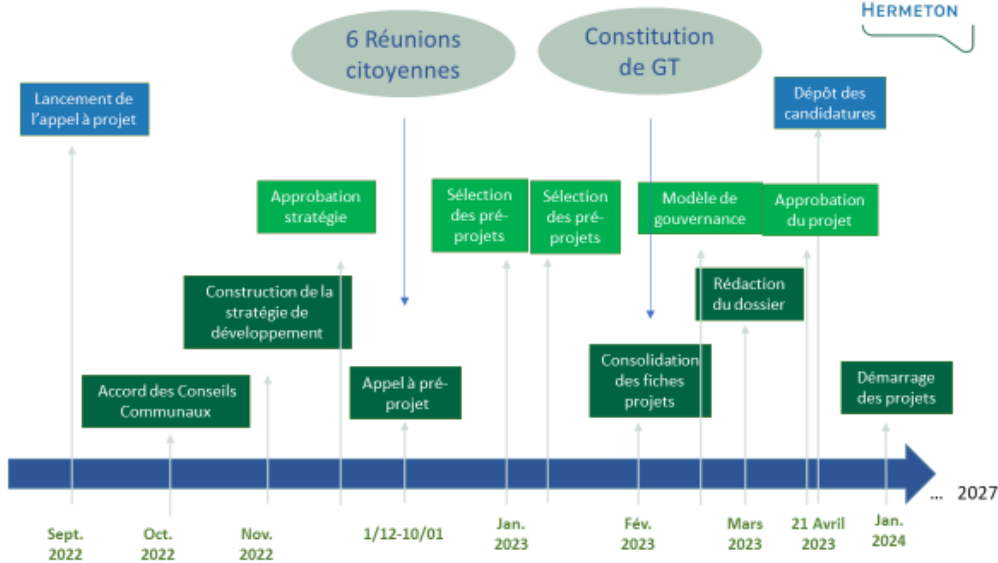 HERMETON
6 Réunions
citoyennes
Constitution
de GT
Lancement de
l'appel à projet
Dépôt des
candidatures
Approbation
stratégie
Sélection
des pré-
projets
Sélection
des pré-
projets
Modèle de
gouvernance
Approbation
du projet
Construction de la
stratégie de
développement
Rédaction
du dossier
Accord des Conseils
Communaux
Appel à pré-
projet
Consolidation
des fiches
projets
Démarrage
des projets
... 2027
Sept.
2022
Oct.
2022
Nov.
2022
1/12-10/01
Jan.
2023
Fév.
2023
Mars
2023
21 Avril
2023
Jan.
2024